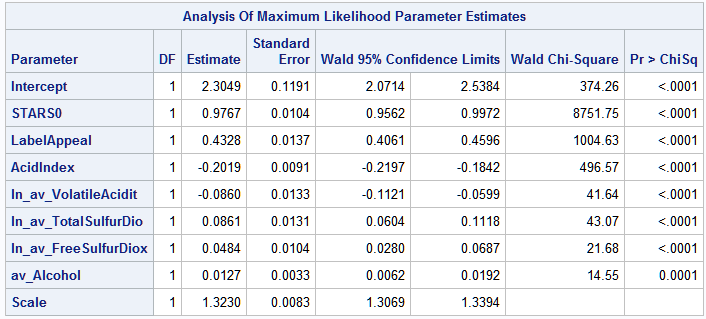 Analysis Of Maximum Likelihood Parameter Estimates
Parameter DF Estimate Standard Error Wald 95% Confidence Limits Wald Chi-Square Pr > ChiSq
Intercept 1 2.3049 0.1191 2.0714 2.5384 374.26 <.0001
STARS0 1 0.9767 0.0104 0.9562 0.9972 8751.75 <.0001
LabelAppeal 1 0.4328 0.0137 0.4061 0.4596 1004.63 <.0001
AcidIndex 1 -0.2019 0.0091 -0.2197 -0.1842 496.57 <.0001
ln_av_VolatileAcidit 1 -0.0860 0.0133 -0.1121 -0.0599 41.64 <.0001
ln_av_TotalSulfurDio 1 0.0861 0.0131 0.0604 0.1118 43.07 <.0001
ln_av_FreeSulfurDiox 1 0.0484 0.0104 0.0280 0.0687 21.68 <.0001
av_Alcohol 1 0.0127 0.0033 0.0062 0.0192 14.55 0.0001
Scale 1 1.3230 0.0083 1.3069 1.3394